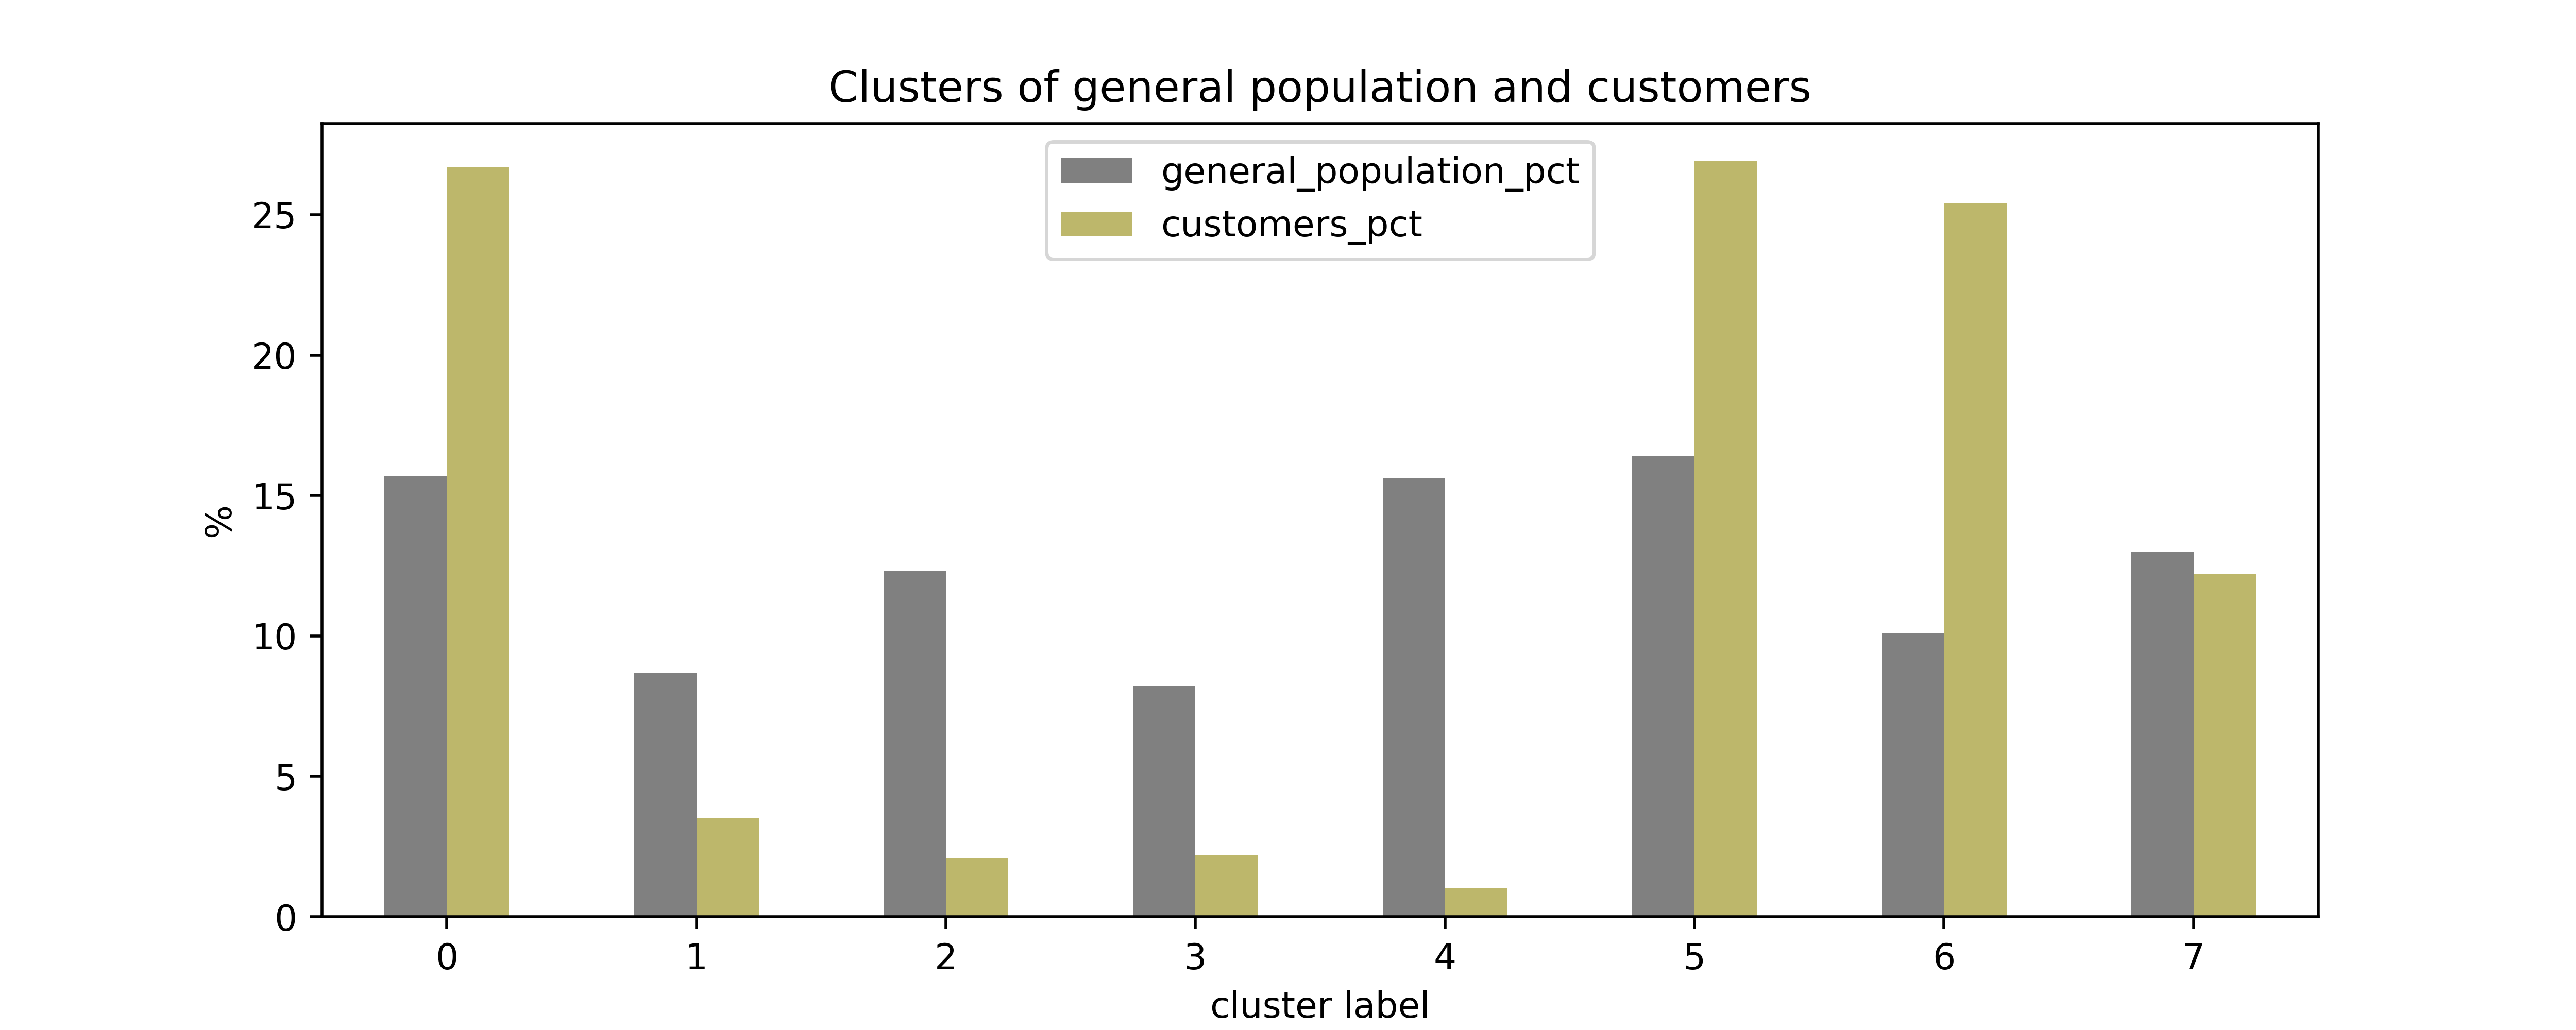 Clusters of general population and customers
general_population_pct
customers_pct
25
20
15
10
5
0
%
0 1 2 3 4 5 6 7
cluster label